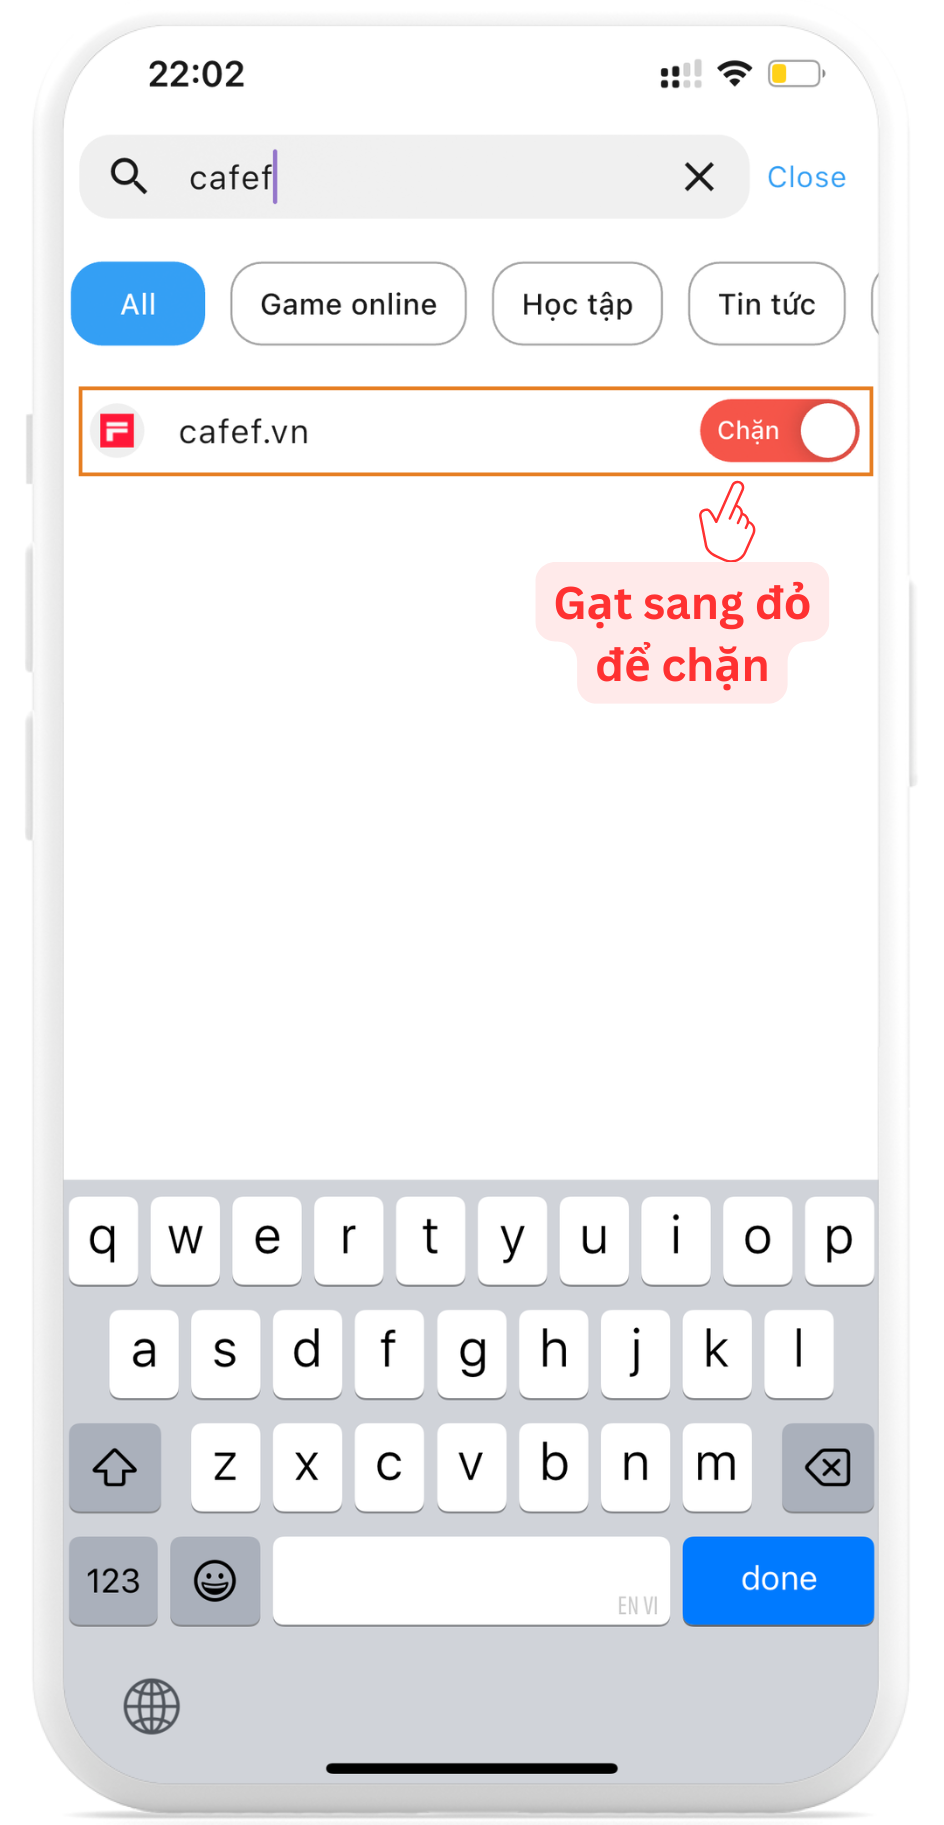 22:02
cafef
Close
All
Game online
Học tập
Tin tức
cafef.vn
Chặn
Gạt sang đỏ
để chặn
q w e r t y u i o p
a s d f g h j k l
z x c v b n m
123
EN VI
done